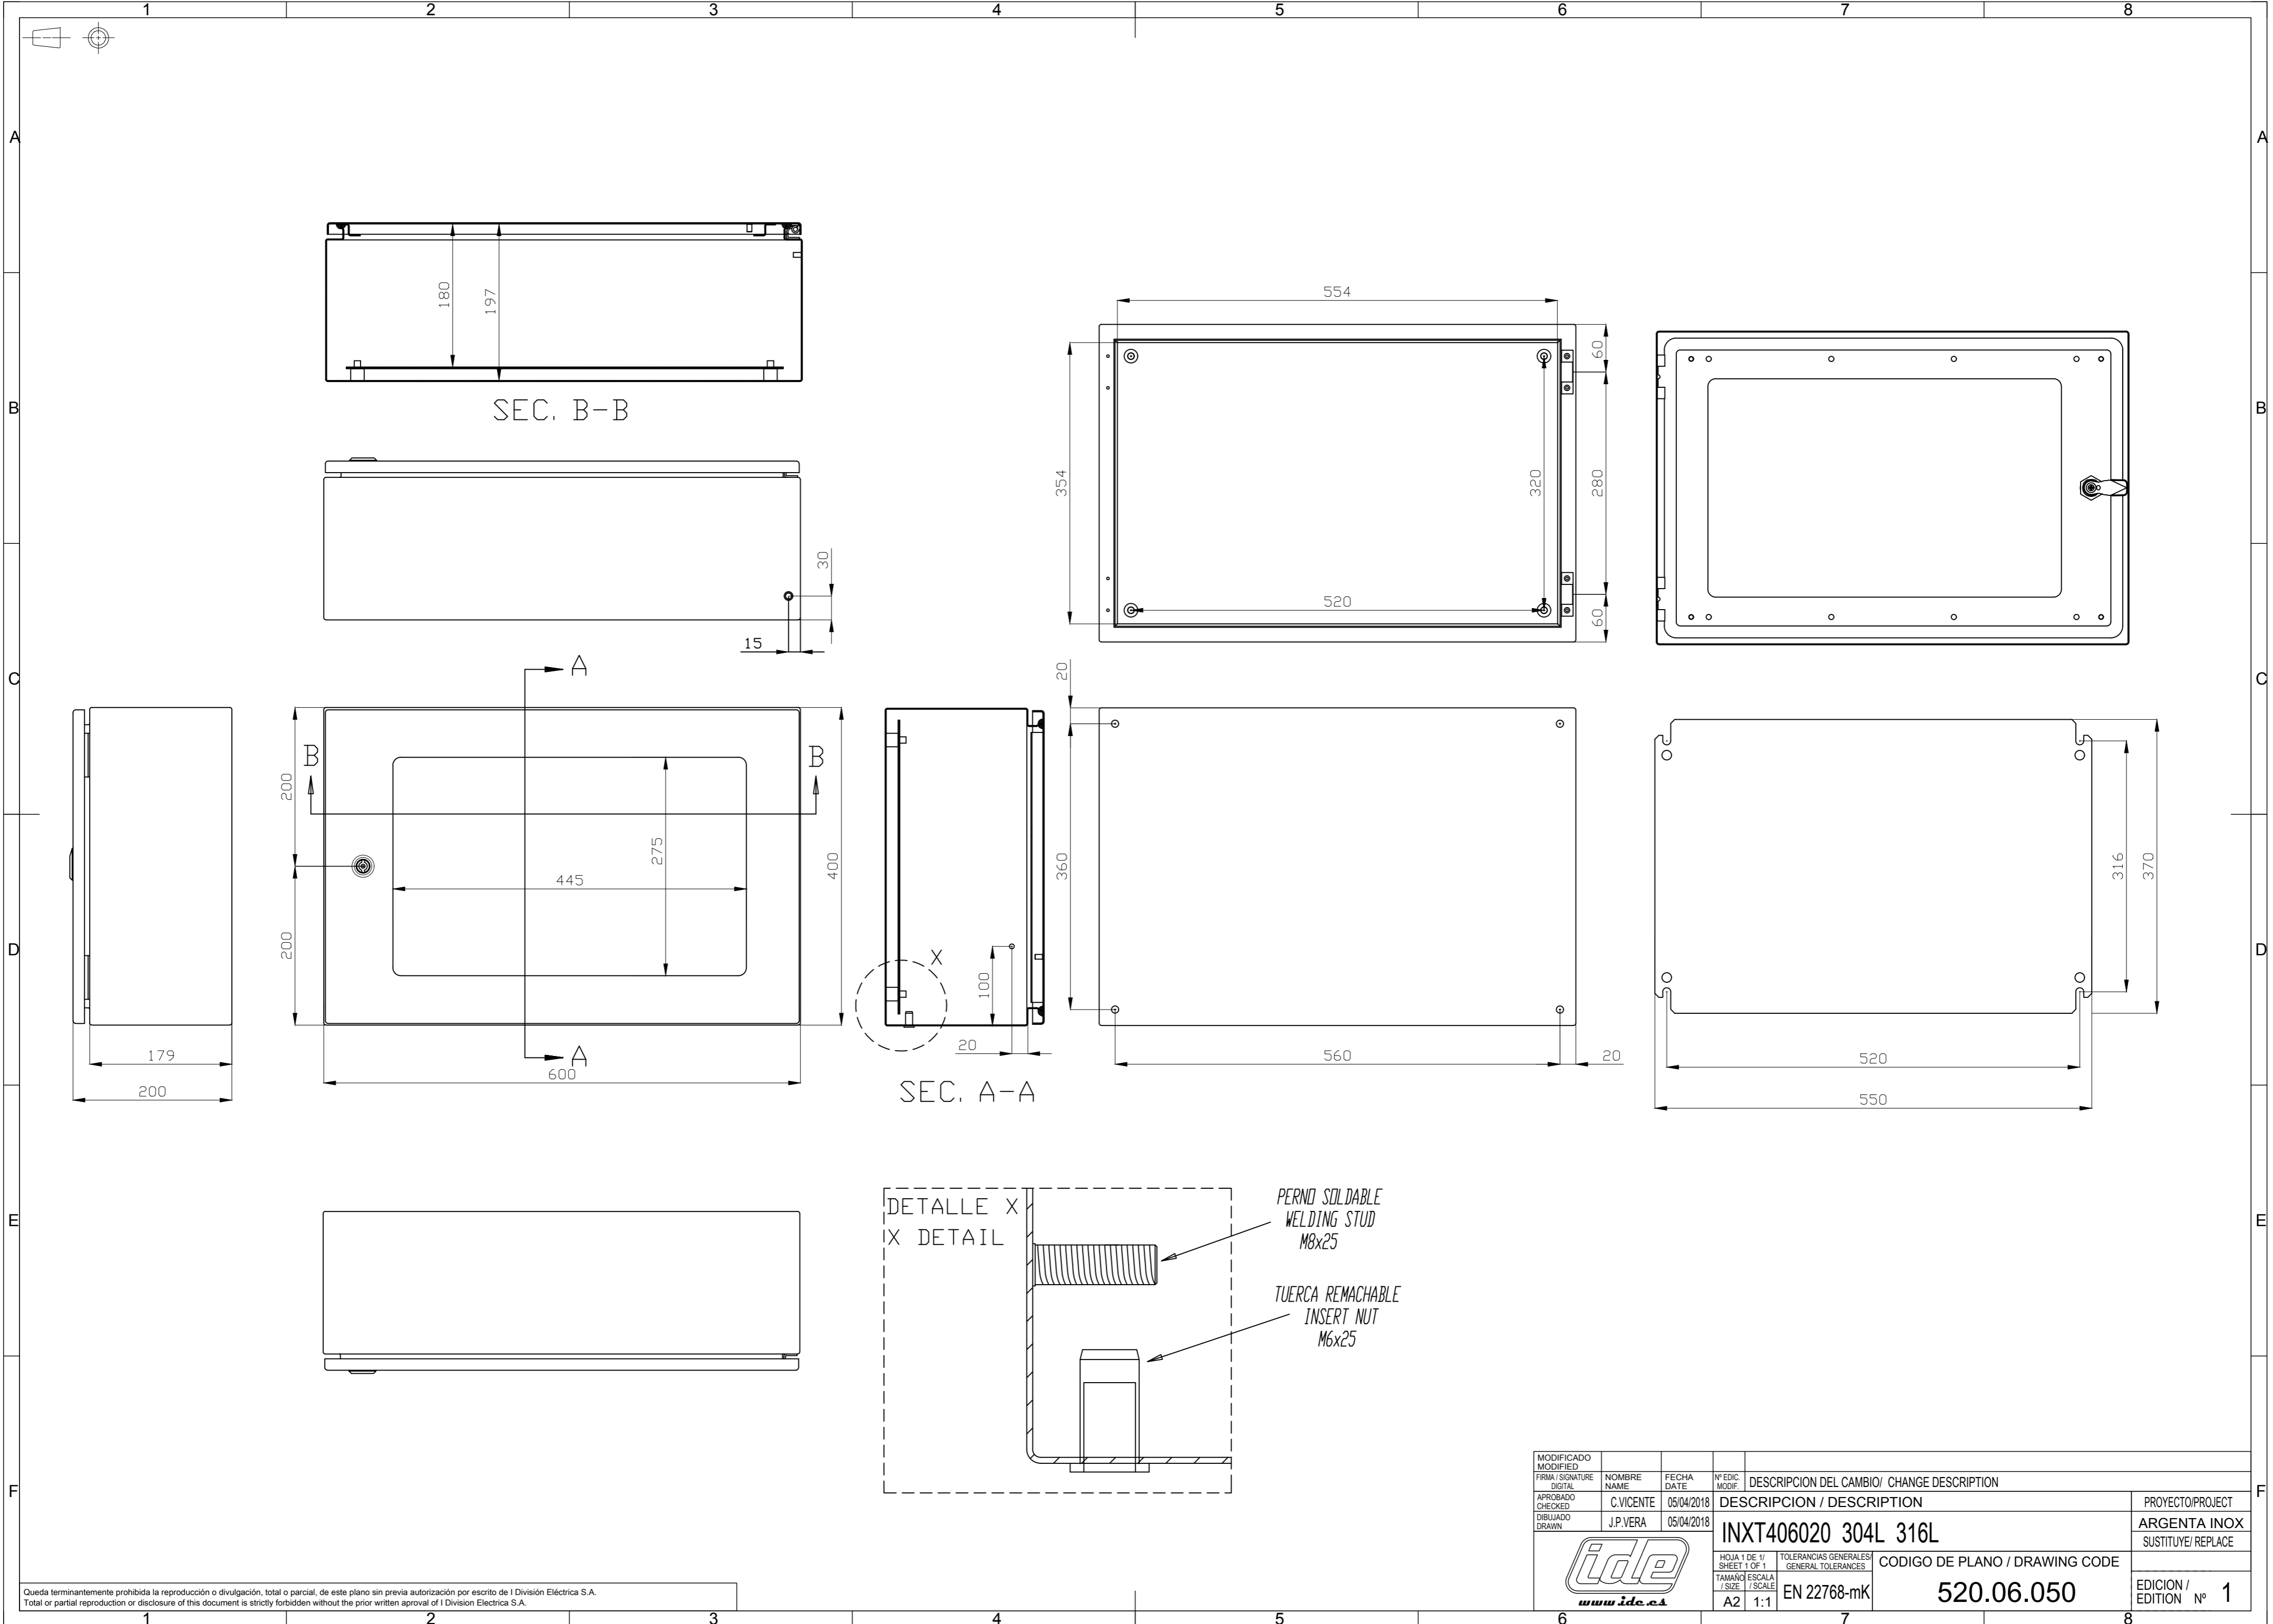 1 2 3 4 5 6 7 8
A A
180
197
SEC. B-B
B B
30
15
554
354
320
520
60
280
60
C C
A
B B
200
200
445
275
400
A
600
179
200
X
100
20
SEC. A-A
20
360
560
20
316
370
520
550
D D
DETALLE X
X DETAIL
PERNO SOLDABLE
WELDING STUD
M8x25
TUERCA REMACHABLE
INSERT NUT
M6x25
E E
F F
MODIFICADO
MODIFIED
FIRMA / SIGNATURE
DIGITAL
NOMBRE
NAME
FECHA
DATE
Nº EDIC.
MODIF.
DESCRIPCION DEL CAMBIO/ CHANGE DESCRIPTION
APROBADO
CHECKED
C.VICENTE 05/04/2018
DESCRIPCION / DESCRIPTION
PROYECTO/PROJECT
DIBUJADO
DRAWN
J.P.VERA 05/04/2018
INXT406020 304L 316L
ARGENTA INOX
SUSTITUYE/ REPLACE
ide
www.ide.es
HOJA 1 DE 1/
SHEET 1 OF 1
TOLERANCIAS GENERALES/
GENERAL TOLERANCES
CODIGO DE PLANO / DRAWING CODE
TAMAÑO
/ SIZE
ESCALA
/ SCALE
A2 1:1
EN 22768-mK
520.06.050
EDICION /
EDITION Nº 1
Queda terminantemente prohibida la reproducción o divulgación, total o parcial, de este plano sin previa autorización por escrito de I División Eléctrica S.A.
Total or partial reproduction or disclosure of this document is strictly forbidden without the prior written aproval of I Division Electrica S.A.
1 2 3 4 5 6 7 8